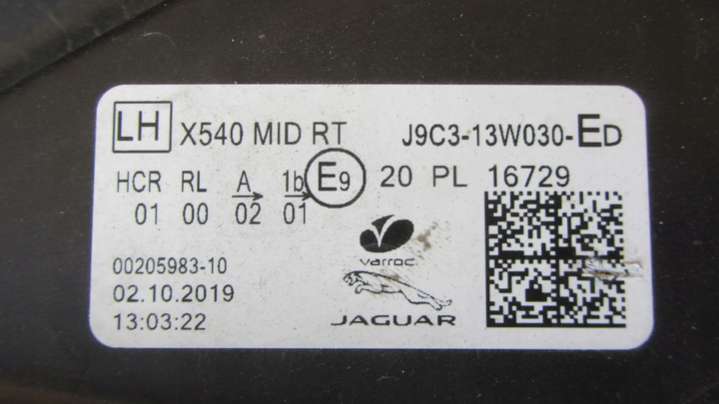 LH X540 MID RT J9C3-13W030-ED
HCR RL A 1b E9 20 PL 16729
01 00 02 01
varroc
00205983-10
02.10.2019
13:03:22
JAGUAR